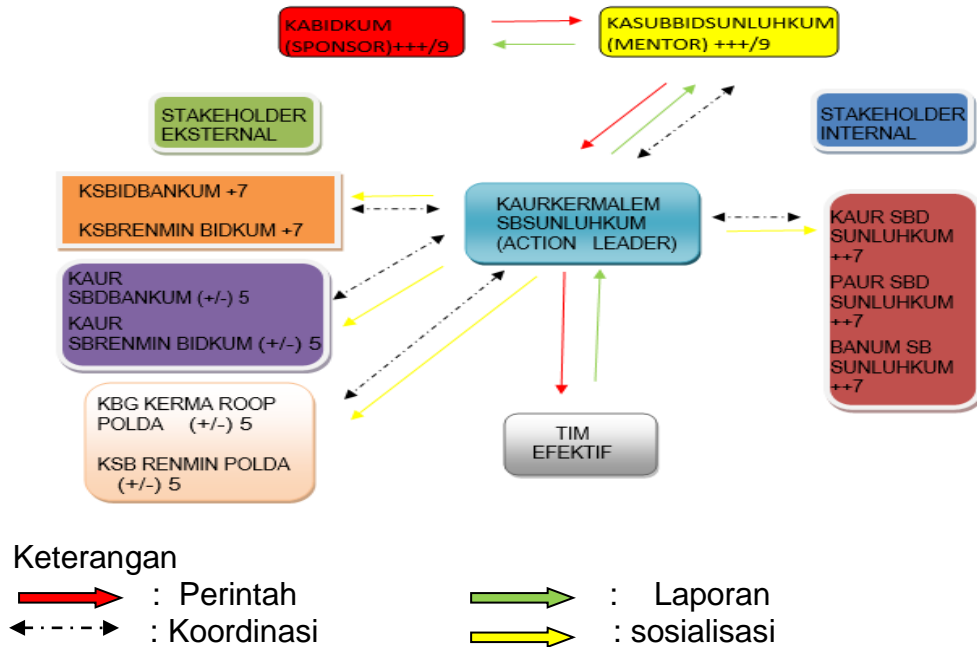 KABIDKUM
(SPONSOR)+++/9
KASUBBIDSUNLUHKUM
(MENTOR) +++/9
STAKEHOLDER
EKSTERNAL
STAKEHOLDER
INTERNAL
KSBIDBANKUM +7
KSBRENMIN BIDKUM +7
KAURKERMALEM
SBSUNLUHKUM
(ACTION LEADER)
KAUR SBD
SUNLUHKUM
++7
PAUR SBD
SUNLUHKUM
++7
BANUM SB
SUNLUHKUM
++7
KAUR
SBDBANKUM (+/-) 5
KAUR
SBRENMIN BIDKUM (+/-) 5
KBG KERMA ROOP
POLDA (+/-) 5
KSB RENMIN POLDA
(+/-) 5
TIM
EFEKTIF
Keterangan
: Perintah
: Laporan
: Koordinasi
: sosialisasi